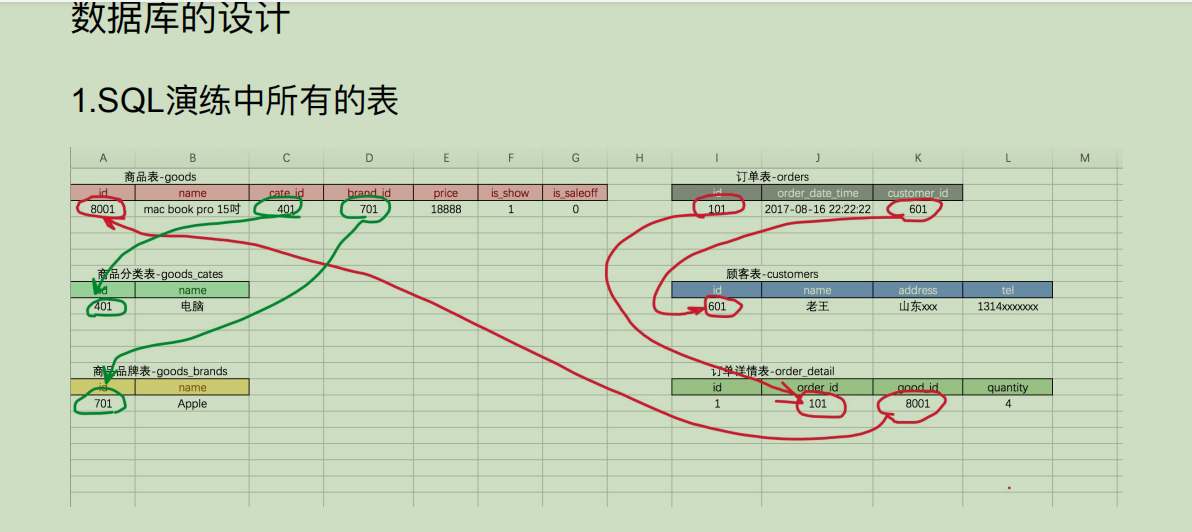 数据库的设计
1.SQL演练中所有的表
A B C D E F G H I J K L M
商品表-goods 订单表-orders
id name cate_id brand_id price is_show is_saleoff id order_date_time customer_id
8001 mac book pro 15吋 401 701 18888 1 0 101 2017-08-16 22:22:22 601
商品分类表-goods_cates 顾客表-customers
id name id name address tel
401 电脑 601 老王 山东xxx 1314xxxxxxx
商品品牌表-goods_brands 订单详情表-order_detail
id name id order_id good_id quantity
701 Apple 1 101 8001 4